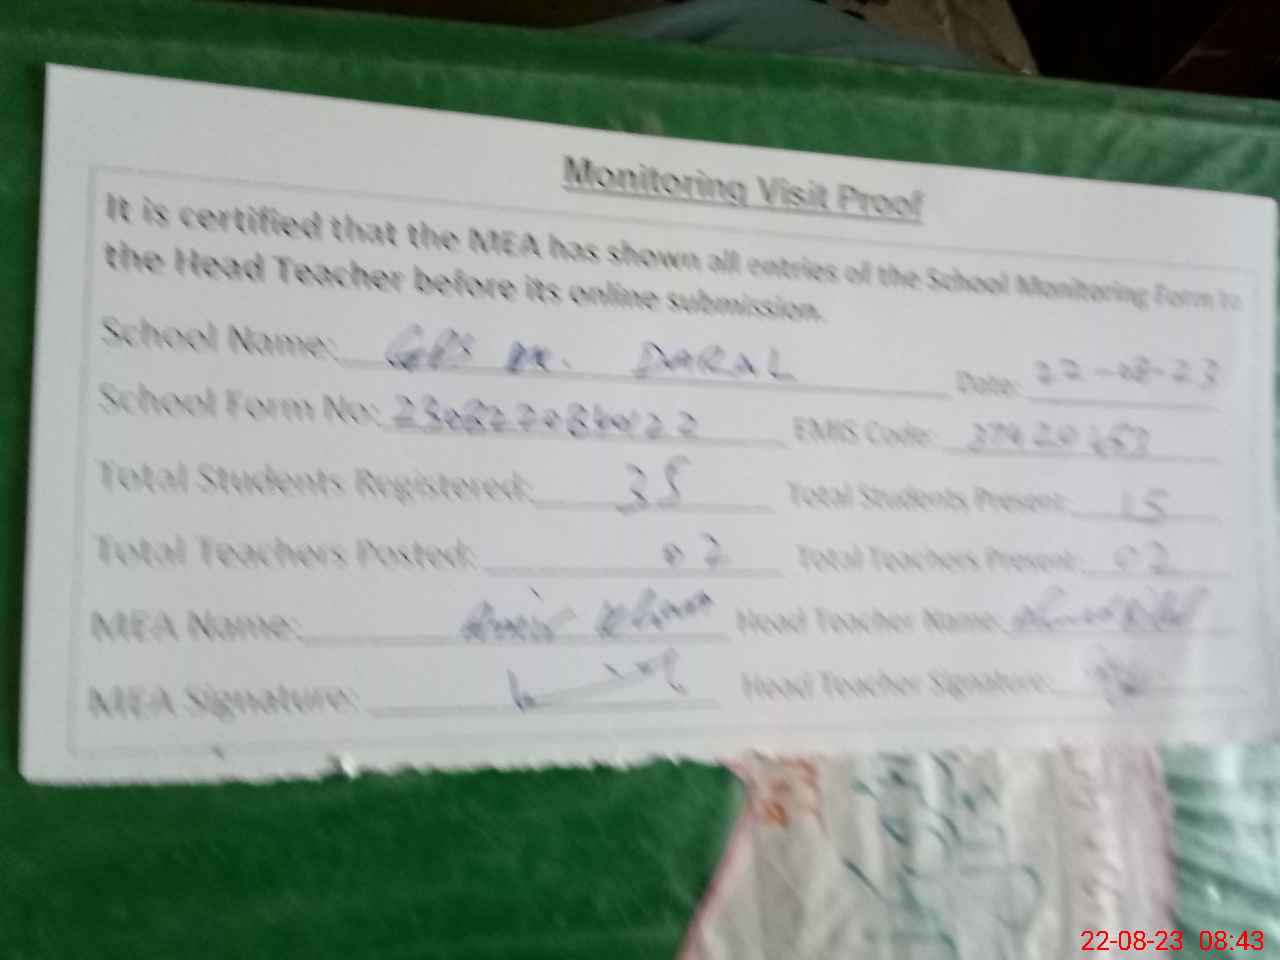 Monitoring Visit Proof
It is certified that the MEA has shown all entries of the School Monitoring Form to
the Head Teacher before its online submission.
School Name: GPS M. DARAL Date: 22-08-23
School Form No: EMIS Code:
Total Students Registered: 35 Total Students Present: 15
Total Teachers Posted: 02 Total Teachers Present: 02
MEA Name: Head Teacher Name:
MEA Signature: Head Teacher Signature:
22-08-23 08:43